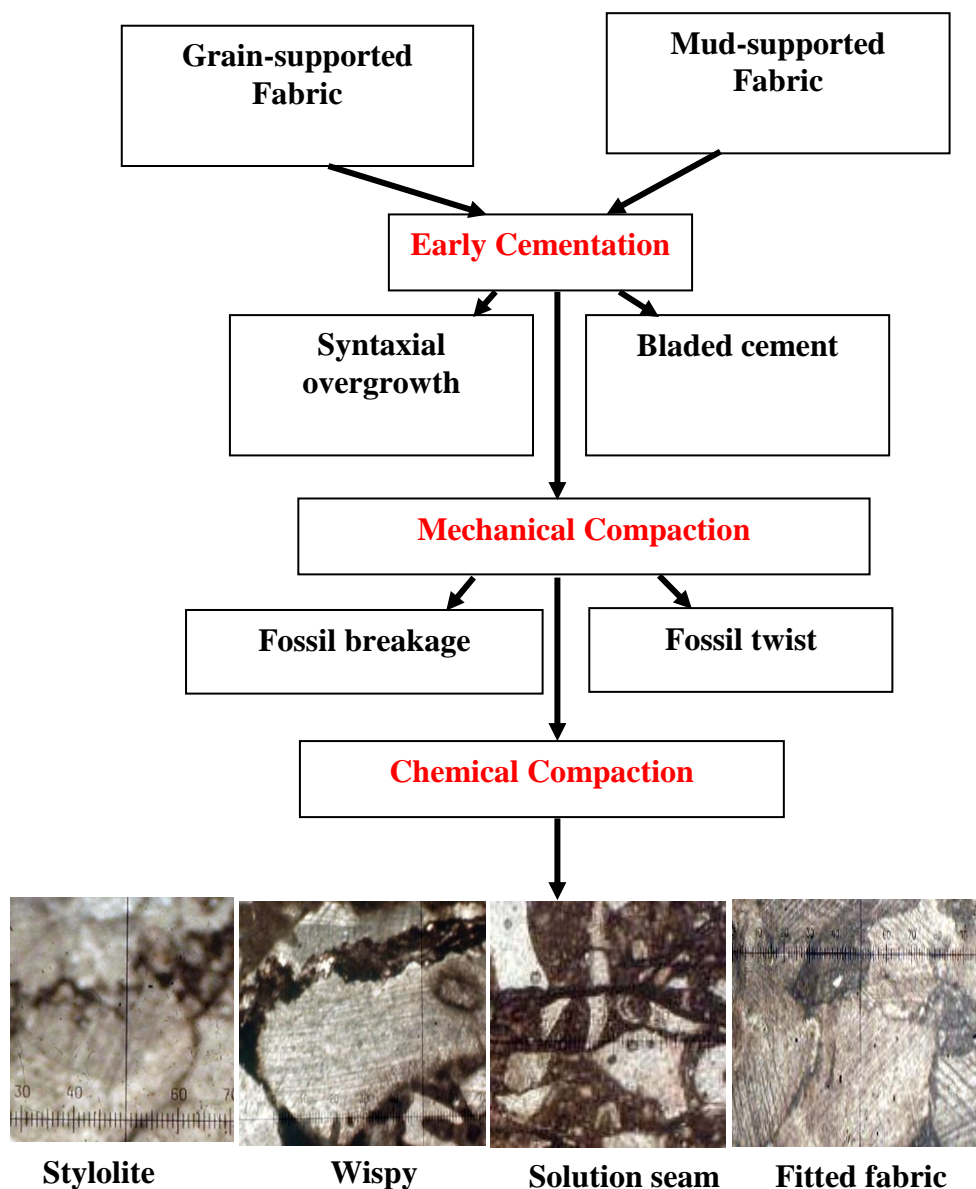 Grain-supported
Fabric
Mud-supported
Fabric
Early Cementation
Syntaxial
overgrowth
Bladed cement
Mechanical Compaction
Fossil breakage
Fossil twist
Chemical Compaction
30 40 60 70
Stylolite
Wispy
Solution seam
Fitted fabric